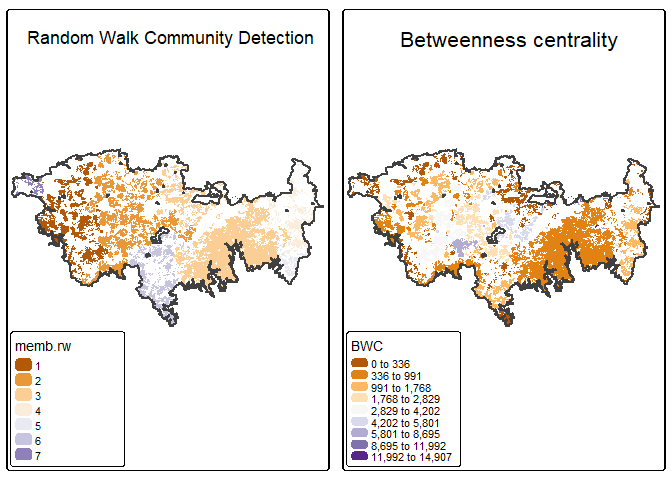 Random Walk Community Detection
memb.rw
1
2
3
4
5
6
7
Betweenness centrality
BWC
0 to 336
336 to 991
991 to 1,768
1,768 to 2,829
2,829 to 4,202
4,202 to 5,801
5,801 to 8,695
8,695 to 11,992
11,992 to 14,907